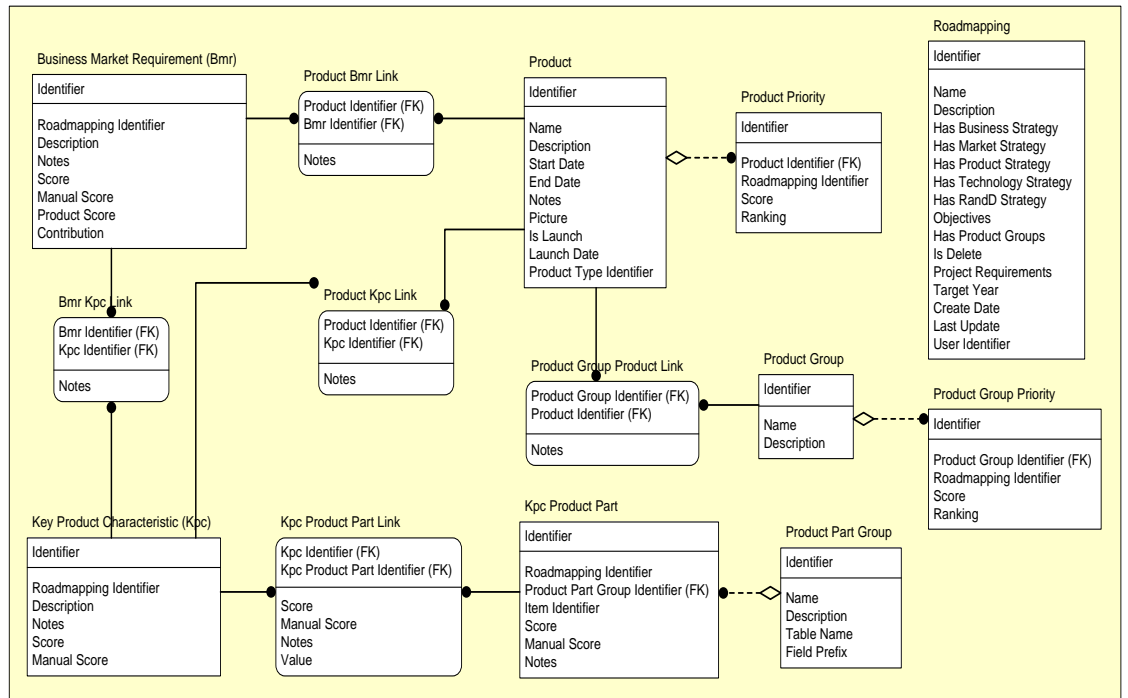 Business Market Requirement (Bmr)
Identifier
Roadmapping Identifier
Description
Notes
Score
Manual Score
Product Score
Contribution
Product Bmr Link
Product Identifier (FK)
Bmr Identifier (FK)
Notes
Product
Identifier
Name
Description
Start Date
End Date
Notes
Picture
Is Launch
Launch Date
Product Type Identifier
Product Priority
Identifier
Product Identifier (FK)
Roadmapping Identifier
Score
Ranking
Roadmapping
Identifier
Name
Description
Has Business Strategy
Has Market Strategy
Has Product Strategy
Has Technology Strategy
Has RandD Strategy
Objectives
Has Product Groups
Is Delete
Project Requirements
Target Year
Create Date
Last Update
User Identifier
Bmr Kpc Link
Bmr Identifier (FK)
Kpc Identifier (FK)
Notes
Product Kpc Link
Product Identifier (FK)
Kpc Identifier (FK)
Notes
Product Group Product Link
Product Group Identifier (FK)
Product Identifier (FK)
Notes
Product Group
Identifier
Name
Description
Product Group Priority
Identifier
Product Group Identifier (FK)
Roadmapping Identifier
Score
Ranking
Key Product Characteristic (Kpc)
Identifier
Roadmapping Identifier
Description
Notes
Score
Manual Score
Kpc Product Part Link
Kpc Identifier (FK)
Kpc Product Part Identifier (FK)
Score
Manual Score
Notes
Value
Kpc Product Part
Identifier
Roadmapping Identifier
Product Part Group Identifier (FK)
Item Identifier
Score
Manual Score
Notes
Product Part Group
Identifier
Name
Description
Table Name
Field Prefix